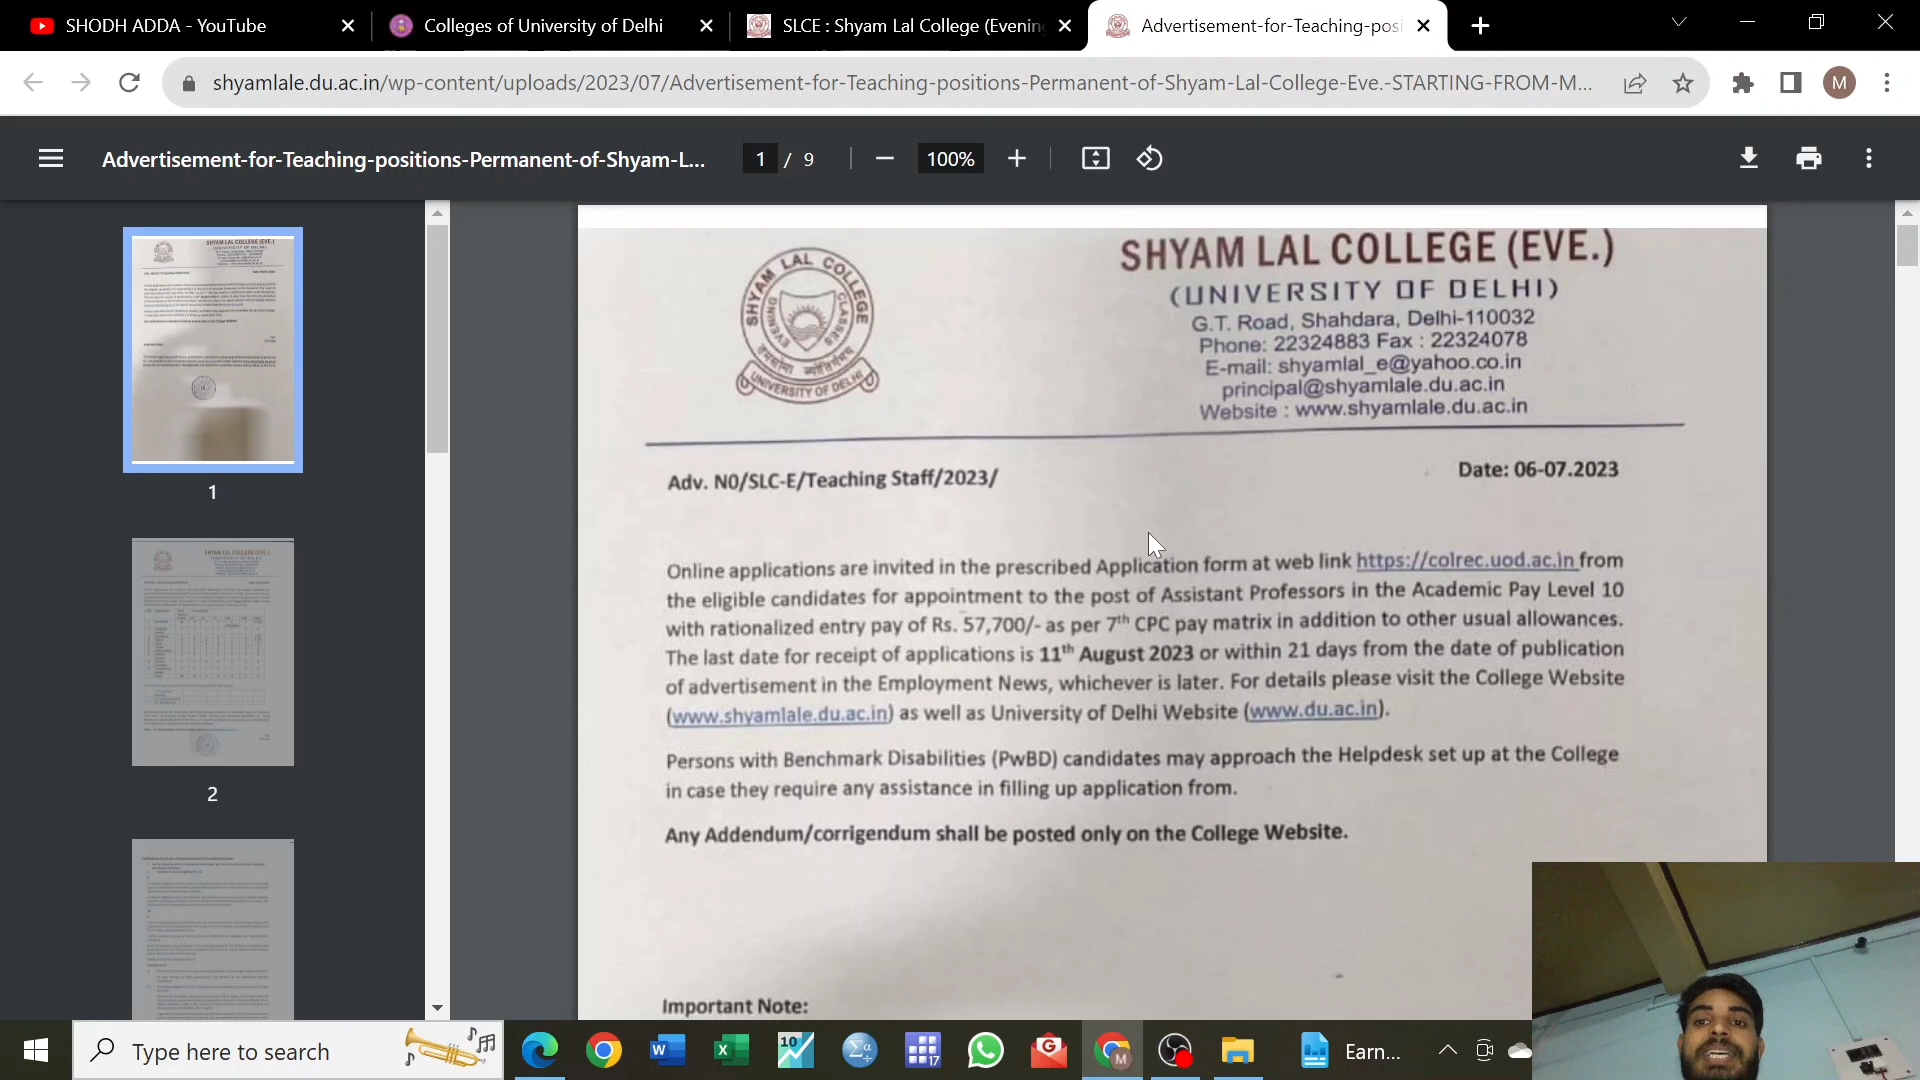 SHODH ADDA - YouTube
Colleges of University of Delhi
SLCE : Shyam Lal College (Evenin
Advertisement-for-Teaching-posi
shyamlale.du.ac.in/wp-content/uploads/2023/07/Advertisement-for-Teaching-positions-Permanent-of-Shyam-Lal-College-Eve.-STARTING-FROM-M...
M
Advertisement-for-Teaching-positions-Permanent-of-Shyam-L...
1 / 9
100%
1
2
SHYAM LAL COLLEGE
EVENING CLASSES
तमसोमा ज्योतिर्गमय
UNIVERSITY OF DELHI
SHYAM LAL COLLEGE (EVE.)
(UNIVERSITY OF DELHI)
G.T. Road, Shahdara, Delhi-110032
Phone: 22324883 Fax : 22324078
E-mail: shyamlal_e@yahoo.co.in
principal@shyamlale.du.ac.in
Website : www.shyamlale.du.ac.in
Adv. N0/SLC-E/Teaching Staff/2023/
Date: 06-07.2023
Online applications are invited in the prescribed Application form at web link https://colrec.uod.ac.in from
the eligible candidates for appointment to the post of Assistant Professors in the Academic Pay Level 10
with rationalized entry pay of Rs. 57,700/- as per 7th CPC pay matrix in addition to other usual allowances.
The last date for receipt of applications is 11th August 2023 or within 21 days from the date of publication
of advertisement in the Employment News, whichever is later. For details please visit the College Website
(www.shyamlale.du.ac.in) as well as University of Delhi Website (www.du.ac.in).
Persons with Benchmark Disabilities (PwBD) candidates may approach the Helpdesk set up at the College
in case they require any assistance in filling up application from.
Any Addendum/corrigendum shall be posted only on the College Website.
Important Note:
Type here to search
Earn...